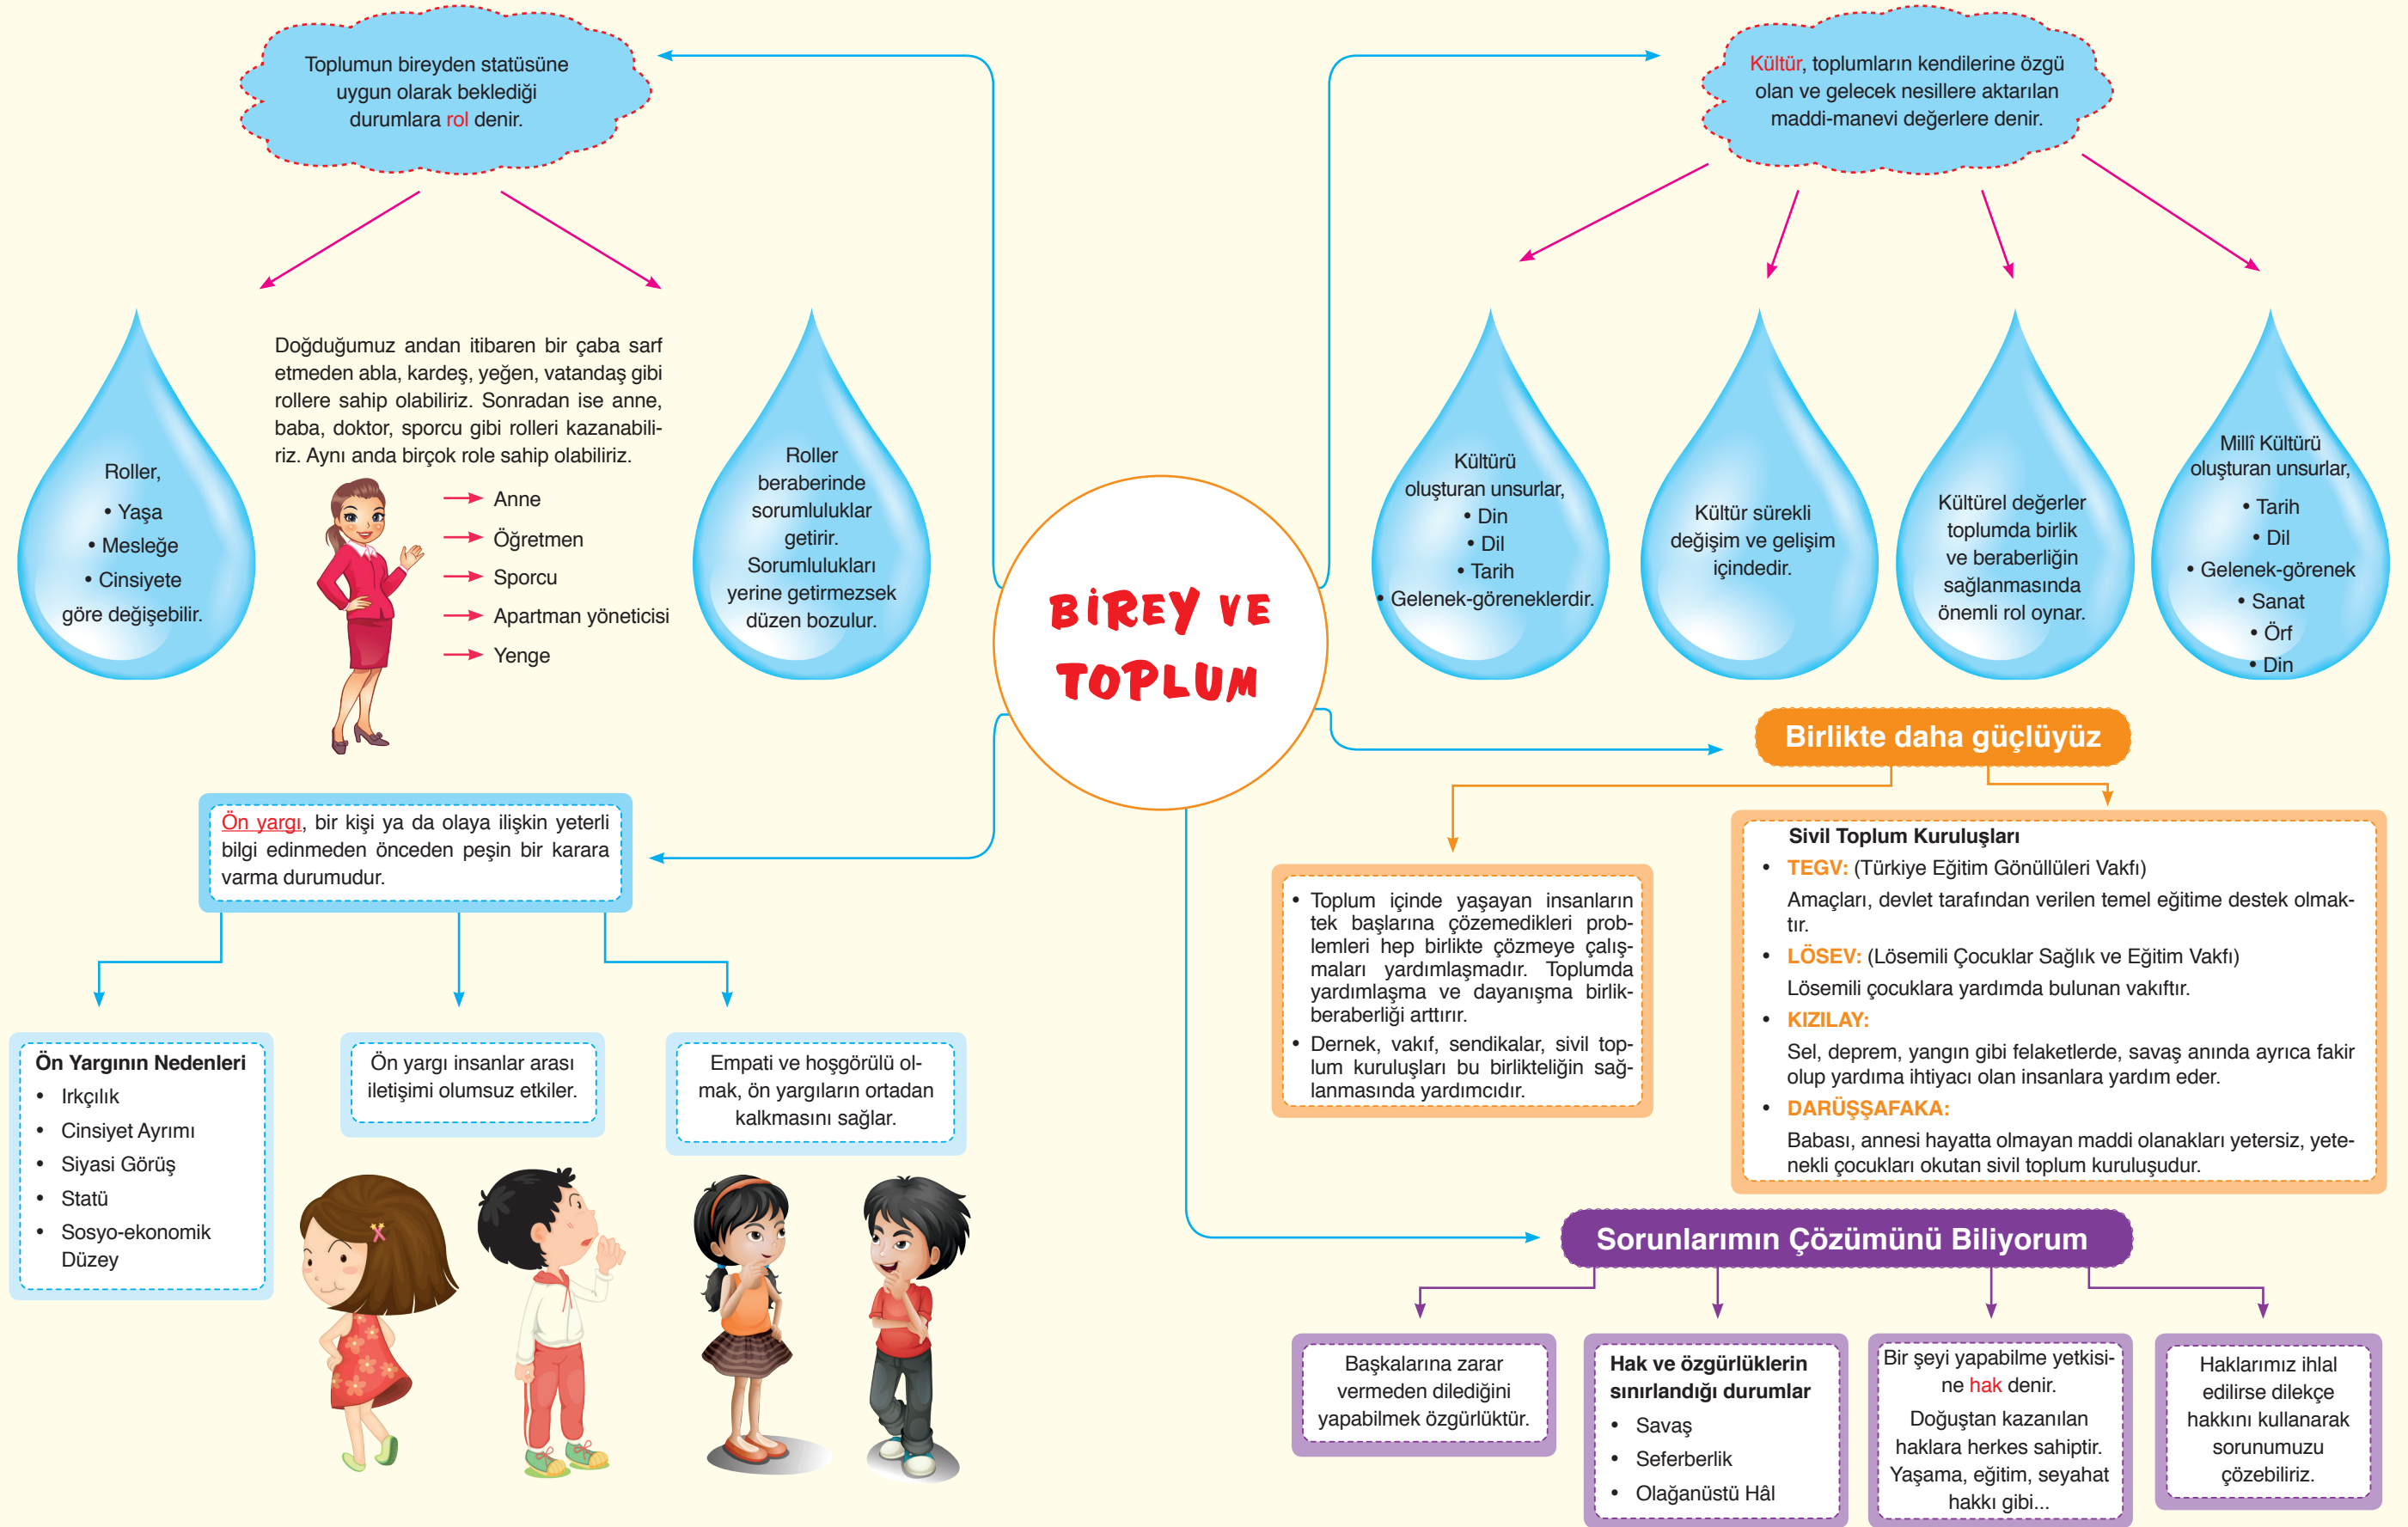 Toplumun bireyden statüsüne
uygun olarak beklediği
durumlara rol denir.
Roller,
• Yaşa
• Mesleğe
• Cinsiyete
göre değişebilir.
Doğduğumuz andan itibaren bir çaba sarf
etmeden abla, kardeş, yeğen, vatandaş gibi
rollere sahip olabiliriz. Sonradan ise anne,
baba, doktor, sporcu gibi rolleri kazanabili-
riz. Aynı anda birçok role sahip olabiliriz.
Anne
Öğretmen
Sporcu
Apartman yöneticisi
Yenge
Roller
beraberinde
sorumluluklar
getirir.
Sorumlulukları
yerine getirmezsek
düzen bozulur.
BİREY VE
TOPLUM
Kültür, toplumların kendilerine özgü
olan ve gelecek nesillere aktarılan
maddi-manevi değerlere denir.
Kültürü
oluşturan unsurlar,
• Din
• Dil
• Tarih
• Gelenek-göreneklerdir.
Kültür sürekli
değişim ve gelişim
içindedir.
Kültürel değerler
toplumda birlik
ve beraberliğin
sağlanmasında
önemli rol oynar.
Millî Kültürü
oluşturan unsurlar,
• Tarih
• Dil
• Gelenek-görenek
• Sanat
• Örf
• Din
Ön yargı, bir kişi ya da olaya ilişkin yeterli
bilgi edinmeden önceden peşin bir karara
varma durumudur.
Ön Yargının Nedenleri
• Irkçılık
• Cinsiyet Ayrımı
• Siyasi Görüş
• Statü
• Sosyo-ekonomik
Düzey
Ön yargı insanlar arası
iletişimi olumsuz etkiler.
Empati ve hoşgörülü ol-
mak, ön yargıların ortadan
kalkmasını sağlar.
Birlikte daha güçlüyüz
• Toplum içinde yaşayan insanların
tek başlarına çözemedikleri prob-
lemleri hep birlikte çözmeye çalış-
maları yardımlaşmadır. Toplumda
yardımlaşma ve dayanışma birlik-
beraberliği arttırır.
• Dernek, vakıf, sendikalar, sivil top-
lum kuruluşları bu birlikteliğin sağ-
lanmasında yardımcıdır.
Sivil Toplum Kuruluşları
• TEGV: (Türkiye Eğitim Gönüllüleri Vakfı)
Amaçları, devlet tarafından verilen temel eğitime destek olmak-
tır.
• LÖSEV: (Lösemili Çocuklar Sağlık ve Eğitim Vakfı)
Lösemili çocuklara yardımda bulunan vakıftır.
• KIZILAY:
Sel, deprem, yangın gibi felaketlerde, savaş anında ayrıca fakir
olup yardıma ihtiyacı olan insanlara yardım eder.
• DARÜŞŞAFAKA:
Babası, annesi hayatta olmayan maddi olanakları yetersiz, yete-
nekli çocukları okutan sivil toplum kuruluşudur.
Sorunlarımın Çözümünü Biliyorum
Başkalarına zarar
vermeden dilediğini
yapabilmek özgürlüktür.
Hak ve özgürlüklerin
sınırlandığı durumlar
• Savaş
• Seferberlik
• Olağanüstü Hâl
Bir şeyi yapabilme yetkisi-
ne hak denir.
Doğuştan kazanılan
haklara herkes sahiptir.
Yaşama, eğitim, seyahat
hakkı gibi...
Haklarımız ihlal
edilirse dilekçe
hakkını kullanarak
sorunumuzu
çözebiliriz.